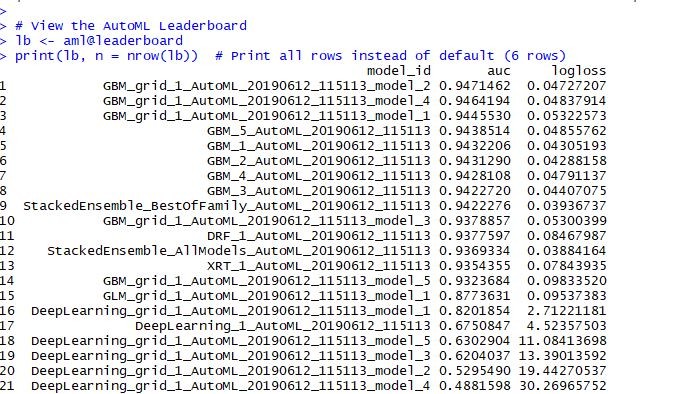 >
> # View the AutoML Leaderboard
> lb <- aml@leaderboard
> print(lb, n = nrow(lb))  # Print all rows instead of default (6 rows)
model_id auc logloss
1 GBM_grid_1_AutoML_20190612_115113_model_2 0.9471462 0.04727207
2 GBM_grid_1_AutoML_20190612_115113_model_4 0.9464194 0.04837914
3 GBM_grid_1_AutoML_20190612_115113_model_1 0.9445530 0.05322573
4 GBM_5_AutoML_20190612_115113 0.9438514 0.04855762
5 GBM_1_AutoML_20190612_115113 0.9432206 0.04305193
6 GBM_2_AutoML_20190612_115113 0.9431290 0.04288158
7 GBM_4_AutoML_20190612_115113 0.9428108 0.04791137
8 GBM_3_AutoML_20190612_115113 0.9422720 0.04407075
9 StackedEnsemble_BestOfFamily_AutoML_20190612_115113 0.9422276 0.03936737
10 GBM_grid_1_AutoML_20190612_115113_model_3 0.9378857 0.05300399
11 DRF_1_AutoML_20190612_115113 0.9377597 0.08467987
12 StackedEnsemble_AllModels_AutoML_20190612_115113 0.9369334 0.03884164
13 XRT_1_AutoML_20190612_115113 0.9354355 0.07843935
14 GBM_grid_1_AutoML_20190612_115113_model_5 0.9323684 0.09833520
15 GLM_grid_1_AutoML_20190612_115113_model_1 0.8773631 0.09537383
16 DeepLearning_grid_1_AutoML_20190612_115113_model_1 0.8201854 2.71221181
17 DeepLearning_1_AutoML_20190612_115113 0.6750847 4.52357503
18 DeepLearning_grid_1_AutoML_20190612_115113_model_5 0.6302904 11.08413698
19 DeepLearning_grid_1_AutoML_20190612_115113_model_3 0.6204037 13.39013592
20 DeepLearning_grid_1_AutoML_20190612_115113_model_2 0.5295490 19.44270537
21 DeepLearning_grid_1_AutoML_20190612_115113_model_4 0.4881598 30.26965752